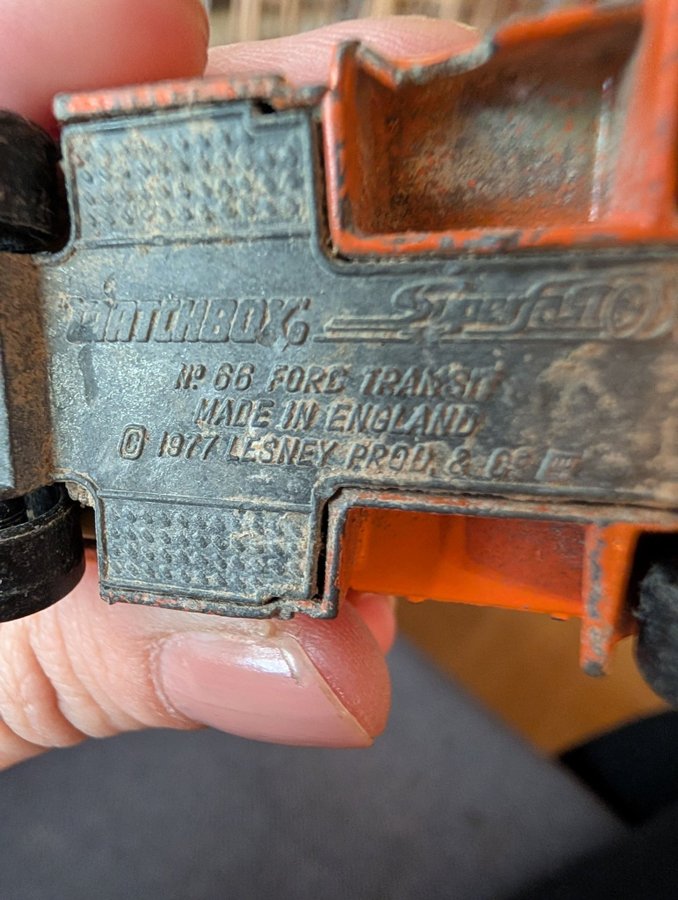 MATCHBOX Superfast
Nº 66 FORD TRANSIT
MADE IN ENGLAND
© 1977 LESNEY PROD. & Cº